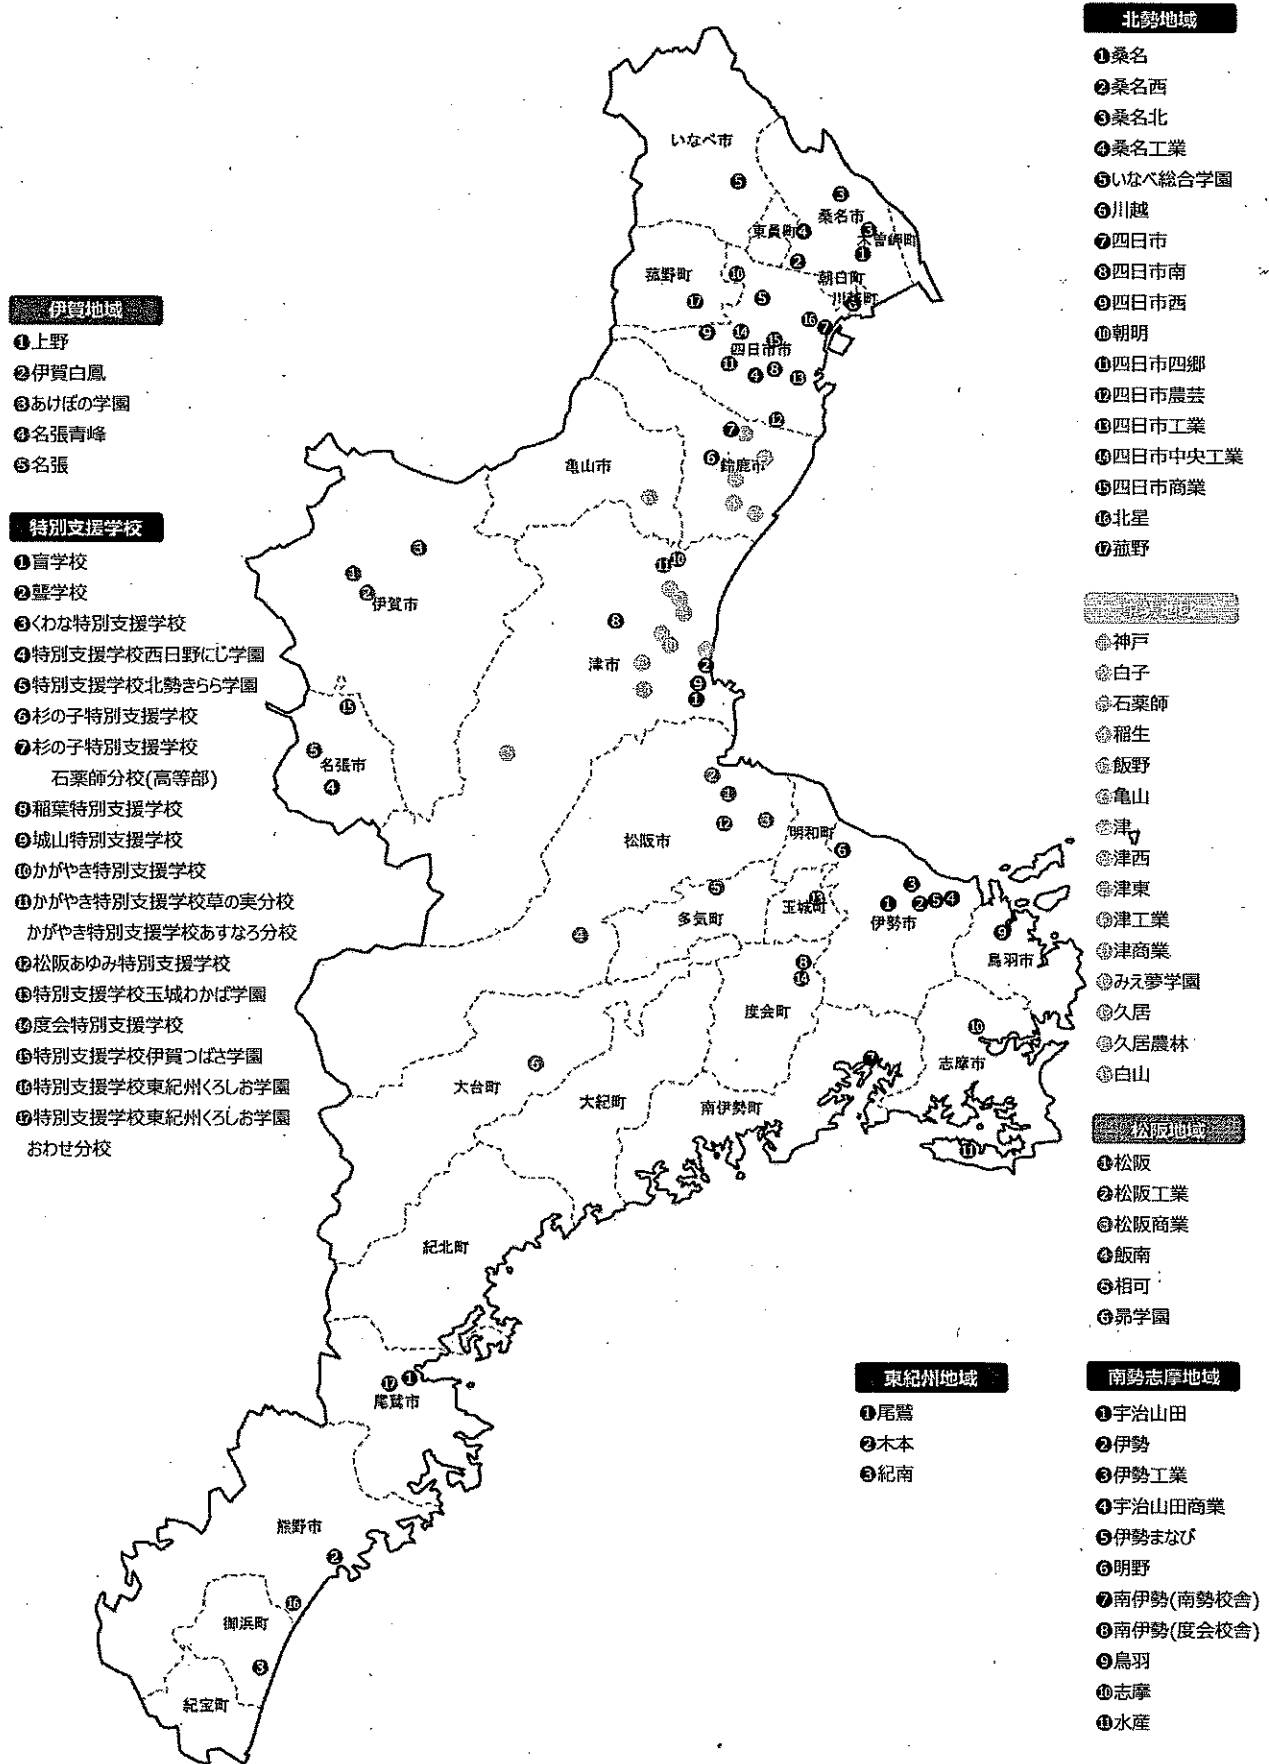 北勢地域
❶桑名
❷桑名西
❸桑名北
❹桑名工業
❺いなべ総合学園
❻川越
❼四日市
❽四日市南
❾四日市西
❿朝明
⓫四日市四郷
⓬四日市農芸
⓭四日市工業
⓮四日市中央工業
⓯四日市商業
⓰北星
⓱菰野
神戸
白子
石薬師
稲生
飯野
亀山
津
津西
津東
津工業
津商業
みえ夢学園
久居
久居農林
白山
松阪地域
❶松阪
❷松阪工業
❸松阪商業
❹飯南
❺相可
❻昴学園
南勢志摩地域
❶宇治山田
❷伊勢
❸伊勢工業
❹宇治山田商業
❺伊勢まなび
❻明野
❼南伊勢(南勢校舎)
❽南伊勢(度会校舎)
❾鳥羽
❿志摩
⓫水産
東紀州地域
❶尾鷲
❷木本
❸紀南
伊賀地域
❶上野
❷伊賀白鳳
❸あけぼの学園
❹名張青峰
❺名張
特別支援学校
❶盲学校
❷聾学校
❸くわな特別支援学校
❹特別支援学校西日野にじ学園
❺特別支援学校北勢きらら学園
❻杉の子特別支援学校
❼杉の子特別支援学校
石薬師分校(高等部)
❽稲葉特別支援学校
❾城山特別支援学校
❿かがやき特別支援学校
⓫かがやき特別支援学校草の実分校
かがやき特別支援学校あすなろ分校
⓬松阪あゆみ特別支援学校
⓭特別支援学校玉城わかば学園
⓮度会特別支援学校
⓯特別支援学校伊賀つばさ学園
⓰特別支援学校東紀州くろしお学園
⓱特別支援学校東紀州くろしお学園
おわせ分校
いなべ市
桑名市
東員町
木曽岬町
菰野町
朝日町
川越町
四日市市
亀山市
鈴鹿市
伊賀市
津市
名張市
松阪市
明和町
多気町
玉城町
伊勢市
鳥羽市
度会町
志摩市
大台町
大紀町
南伊勢町
紀北町
尾鷲市
熊野市
御浜町
紀宝町